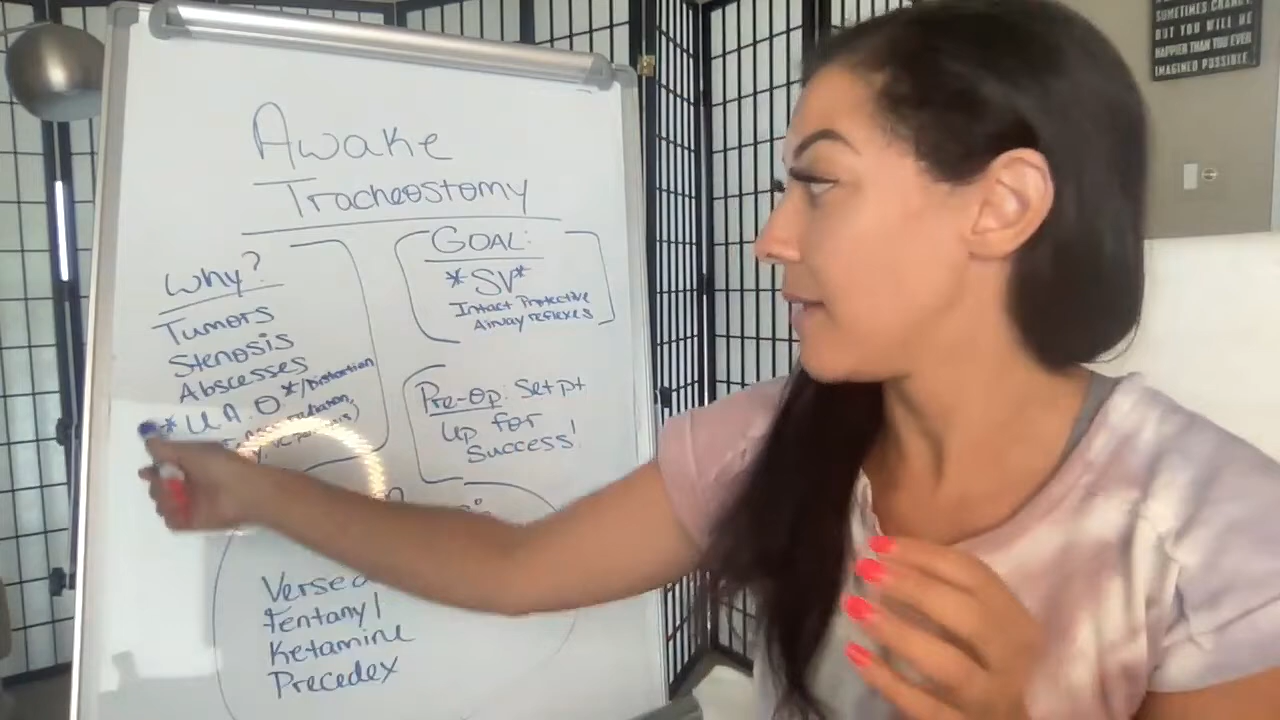 Awake
Tracheostomy
Why?
Tumors
Stenosis
Abscesses
*U.A.O*/Distortion
GOAL:
*SV*
Intact Protective
Airway reflexes
Pre-Op: Set pt
up for
Success!
Versed
Fentanyl
Ketamine
Precedex
SOMETIMES CHANGE,
BUT YOU WILL BE
HAPPIER THAN YOU EVER
IMAGINED POSSIBLE.